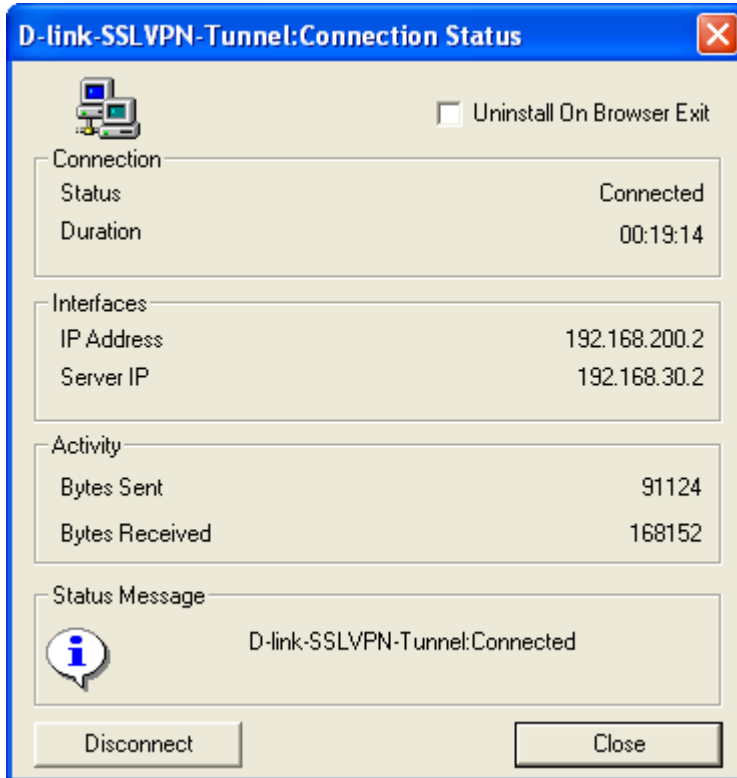 D-link-SSLVPN-Tunnel:Connection Status
Uninstall On Browser Exit
Connection
Status Connected
Duration 00:19:14
Interfaces
IP Address 192.168.200.2
Server IP 192.168.30.2
Activity
Bytes Sent 91124
Bytes Received 168152
Status Message
D-link-SSLVPN-Tunnel:Connected
Disconnect Close